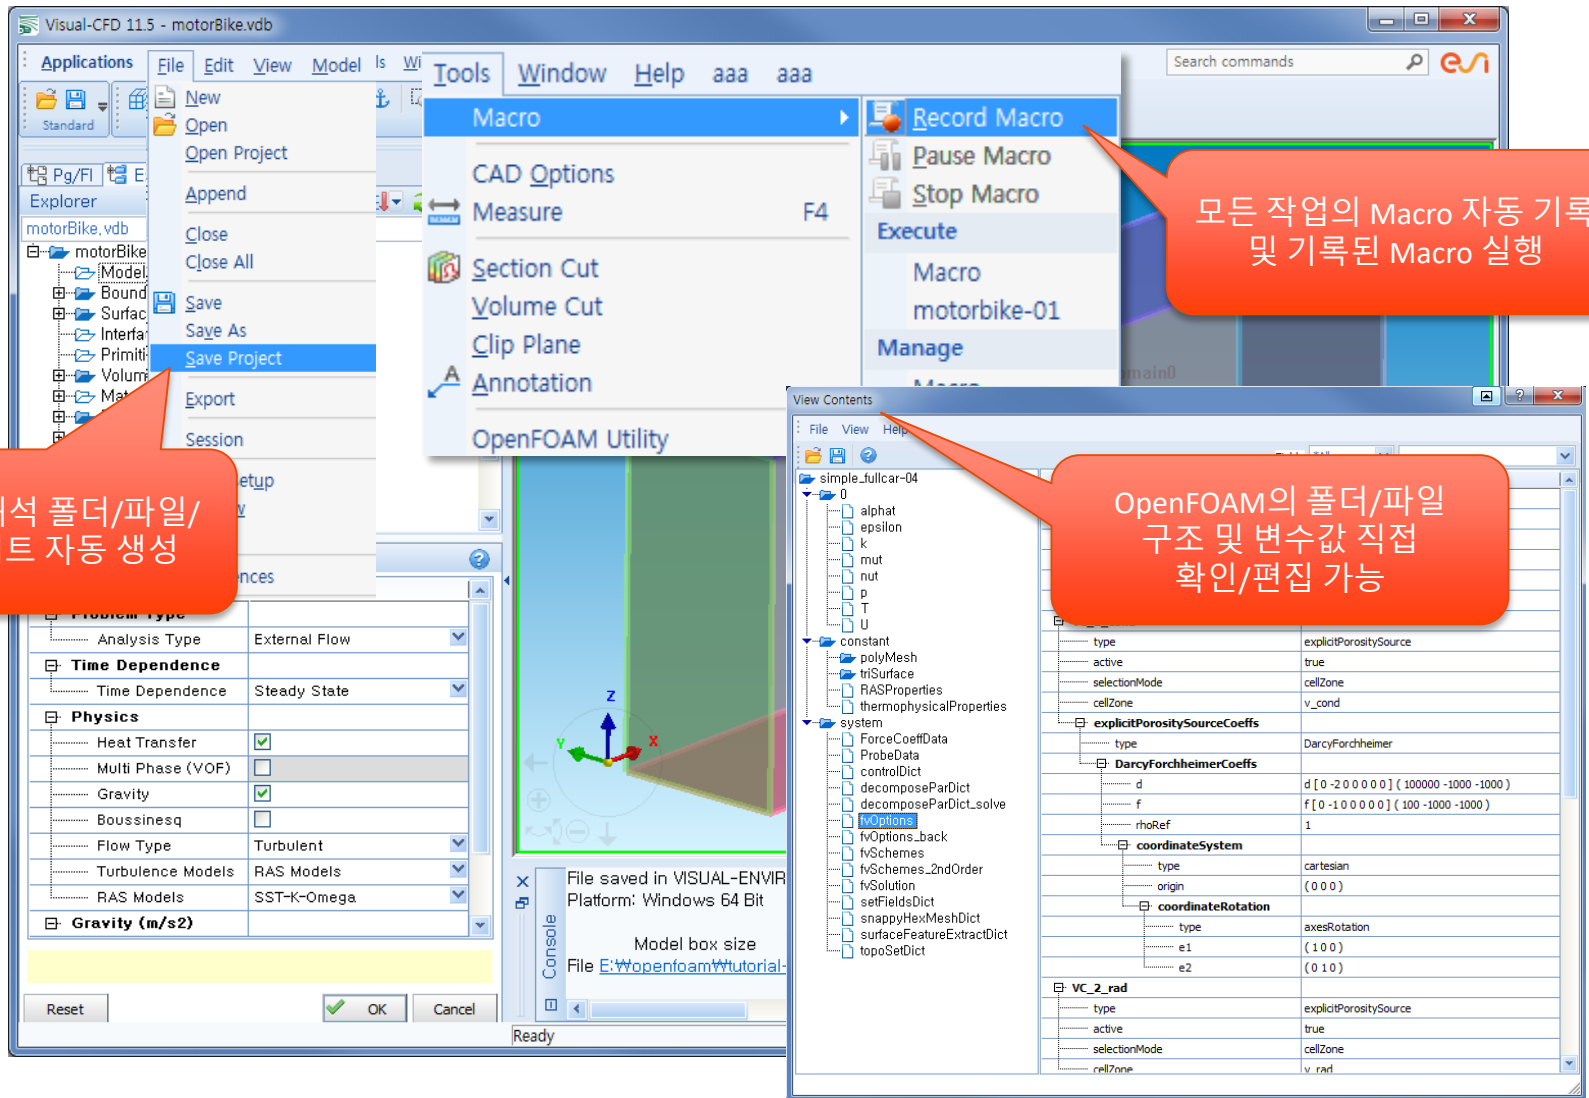 Visual-CFD 11.5 - motorBike.vdb
Applications
File Edit View Model
Search commands
esi
Standard
New
Open
Open Project
Append
Close
Close All
Save
Save As
Save Project
Export
Session
Pg/Fl
Explorer
motorBike.vdb
motorBike
Model
Bound
Surfac
Interfa
Primiti
Volum
Mat
Tools Window Help aaa aaa
Macro
CAD Options
Measure F4
Section Cut
Volume Cut
Clip Plane
Annotation
OpenFOAM Utility
Record Macro
Pause Macro
Stop Macro
Execute
Macro
motorbike-01
Manage
Macro
모든 작업의 Macro 자동 기록
및 기록된 Macro 실행
석 폴더/파일/
트 자동 생성
Problem Type
Analysis Type External Flow
Time Dependence
Time Dependence Steady State
Physics
Heat Transfer
Multi Phase (VOF)
Gravity
Boussinesq
Flow Type Turbulent
Turbulence Models RAS Models
RAS Models SST-K-Omega
Gravity (m/s2)
Reset OK Cancel
Z
Y
X
Console
File saved in VISUAL-ENVIR
Platform: Windows 64 Bit
Model box size
File E:₩openfoam₩tutorial-
Ready
View Contents
File View Help
OpenFOAM의 폴더/파일
구조 및 변수값 직접
확인/편집 가능
simple_fullcar-04
0
alphat
epsilon
k
mut
nut
p
T
U
constant
polyMesh
triSurface
RASProperties
thermophysicalProperties
system
ForceCoeffData
ProbeData
controlDict
decomposeParDict
decomposeParDict_solve
fvOptions
fvOptions_back
fvSchemes
fvSchemes_2ndOrder
fvSolution
setFieldsDict
snappyHexMeshDict
surfaceFeatureExtractDict
topoSetDict
type explicitPorositySource
active true
selectionMode cellZone
cellZone v_cond
explicitPorositySourceCoeffs
type DarcyForchheimer
DarcyForchheimerCoeffs
d d [ 0 -2 0 0 0 0 0 ] ( 100000 -1000 -1000 )
f f [ 0 -1 0 0 0 0 0 ] ( 100 -1000 -1000 )
rhoRef 1
coordinateSystem
type cartesian
origin ( 0 0 0 )
coordinateRotation
type axesRotation
e1 ( 1 0 0 )
e2 ( 0 1 0 )
VC_2_rad
type explicitPorositySource
active true
selectionMode cellZone
cellZone v_rad